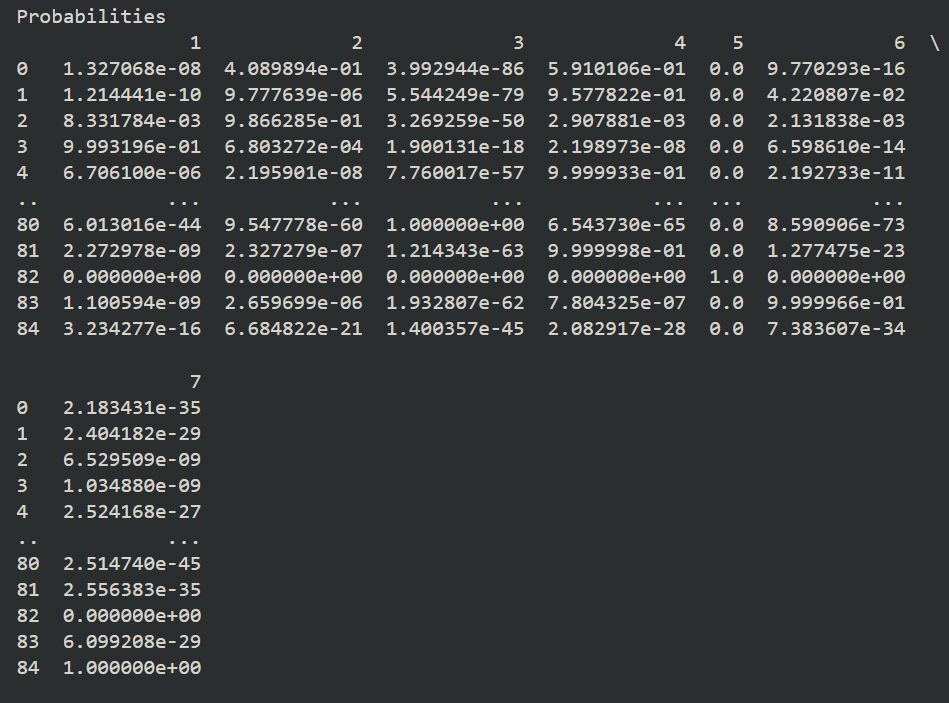 Probabilities
              1             2             3             4    5             6  \
0   1.327068e-08  4.089894e-01  3.992944e-86  5.910106e-01  0.0  9.770293e-16
1   1.214441e-10  9.777639e-06  5.544249e-79  9.577822e-01  0.0  4.220807e-02
2   8.331784e-03  9.866285e-01  3.269259e-50  2.907881e-03  0.0  2.131838e-03
3   9.993196e-01  6.803272e-04  1.900131e-18  2.198973e-08  0.0  6.598610e-14
4   6.706100e-06  2.195901e-08  7.760017e-57  9.999933e-01  0.0  2.192733e-11
..           ...           ...           ...           ...  ...           ...
80  6.013016e-44  9.547778e-60  1.000000e+00  6.543730e-65  0.0  8.590906e-73
81  2.272978e-09  2.327279e-07  1.214343e-63  9.999998e-01  0.0  1.277475e-23
82  0.000000e+00  0.000000e+00  0.000000e+00  0.000000e+00  1.0  0.000000e+00
83  1.100594e-09  2.659699e-06  1.932807e-62  7.804325e-07  0.0  9.999966e-01
84  3.234277e-16  6.684822e-21  1.400357e-45  2.082917e-28  0.0  7.383607e-34
              7
0   2.183431e-35
1   2.404182e-29
2   6.529509e-09
3   1.034880e-09
4   2.524168e-27
..           ...
80  2.514740e-45
81  2.556383e-35
82  0.000000e+00
83  6.099208e-29
84  1.000000e+00